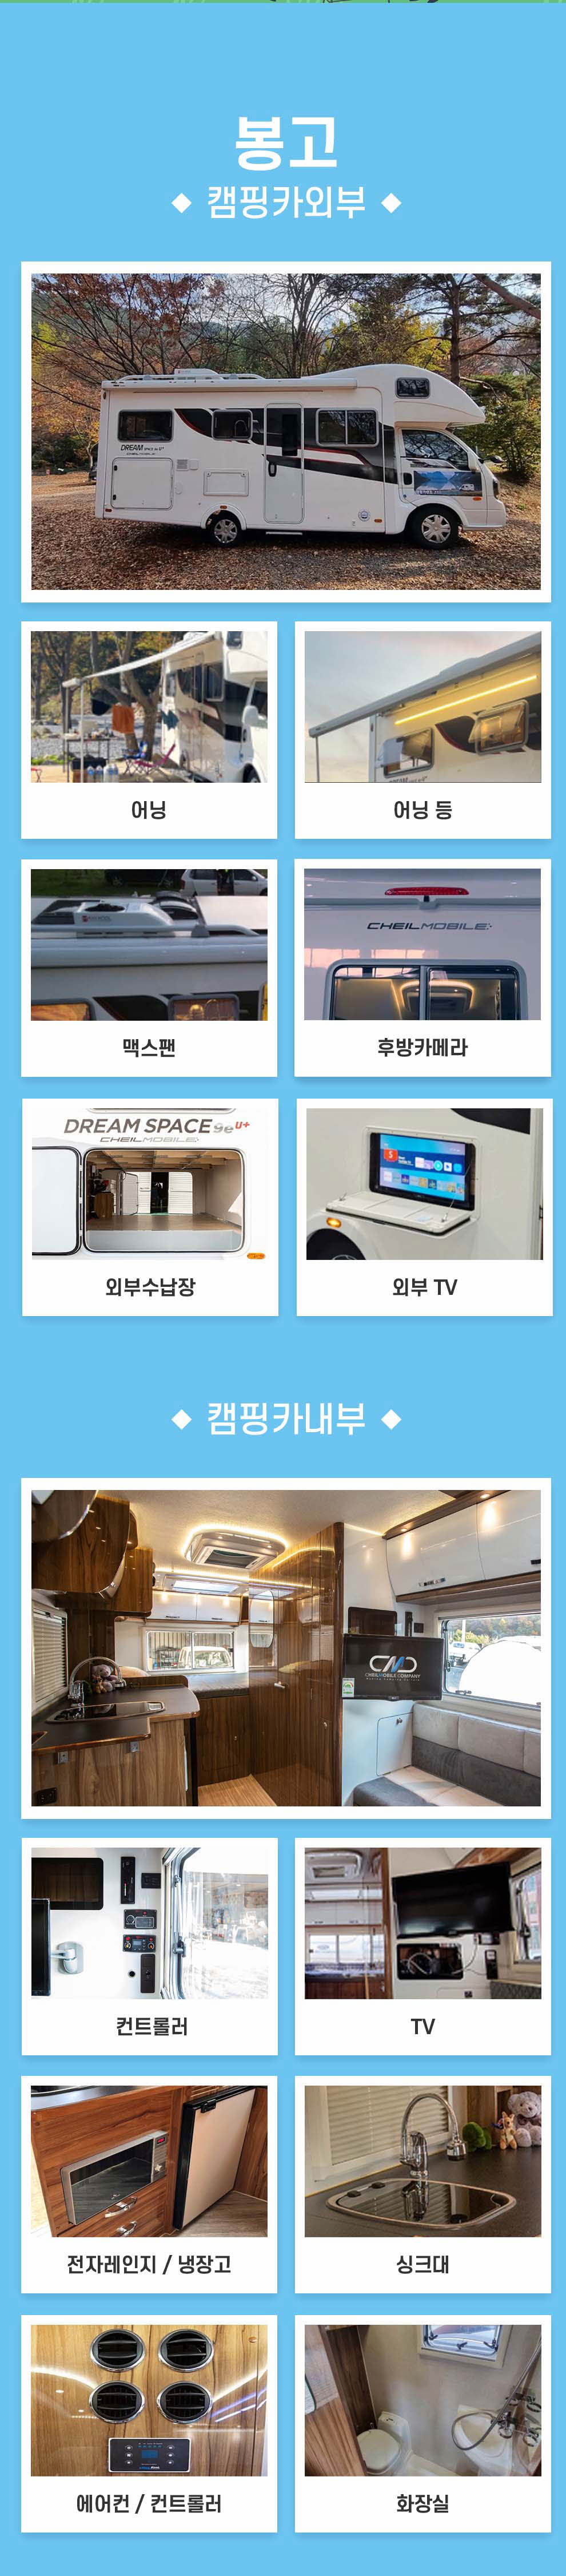 봉고
◆ 캠핑카외부 ◆
DREAM
CHEILMOBILE
어닝
어닝 등
CHEILMOBILE
맥스팬
후방카메라
DREAM SPACE 9e U+
CHEILMOBILE
외부수납장
외부 TV
◆ 캠핑카내부 ◆
CMC
CHEILMOBILE COMPANY
컨트롤러
TV
전자레인지 / 냉장고
싱크대
에어컨 / 컨트롤러
화장실